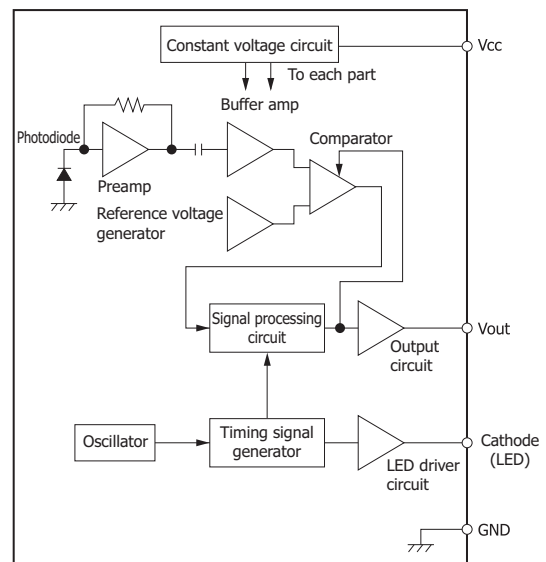 Constant voltage circuit
Vcc
To each part
Buffer amp
Photodiode
Comparator
Preamp
Reference voltage
generator
Signal processing
circuit
Vout
Output
circuit
Oscillator
Timing signal
generator
Cathode
(LED)
LED driver
circuit
GND